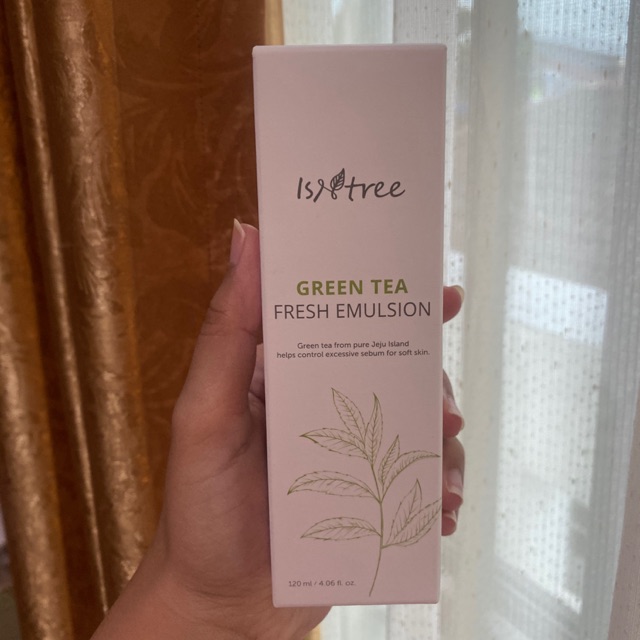 Isntree
GREEN TEA
FRESH EMULSION
Green tea from pure Jeju Island
helps control excessive sebum for soft skin.
120 ml / 4.06 fl. oz.